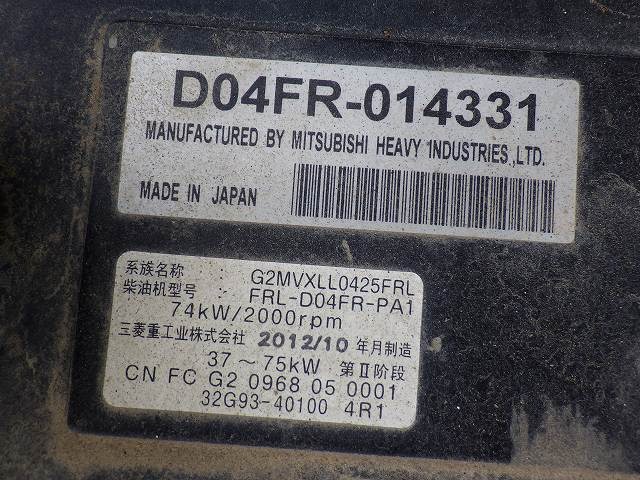 D04FR-014331
MANUFACTURED BY MITSUBISHI HEAVY INDUSTRIES,LTD.
MADE IN JAPAN
系族名称 : G2MVXLL0425FRL
柴油机型号 : FRL-D04FR-PA1
74kW/2000rpm
三菱重工业株式会社 2012/10 年月制造
37～75kW 第Ⅱ阶段
CN FC G2 0968 05 0001
32G93-40100 4R1